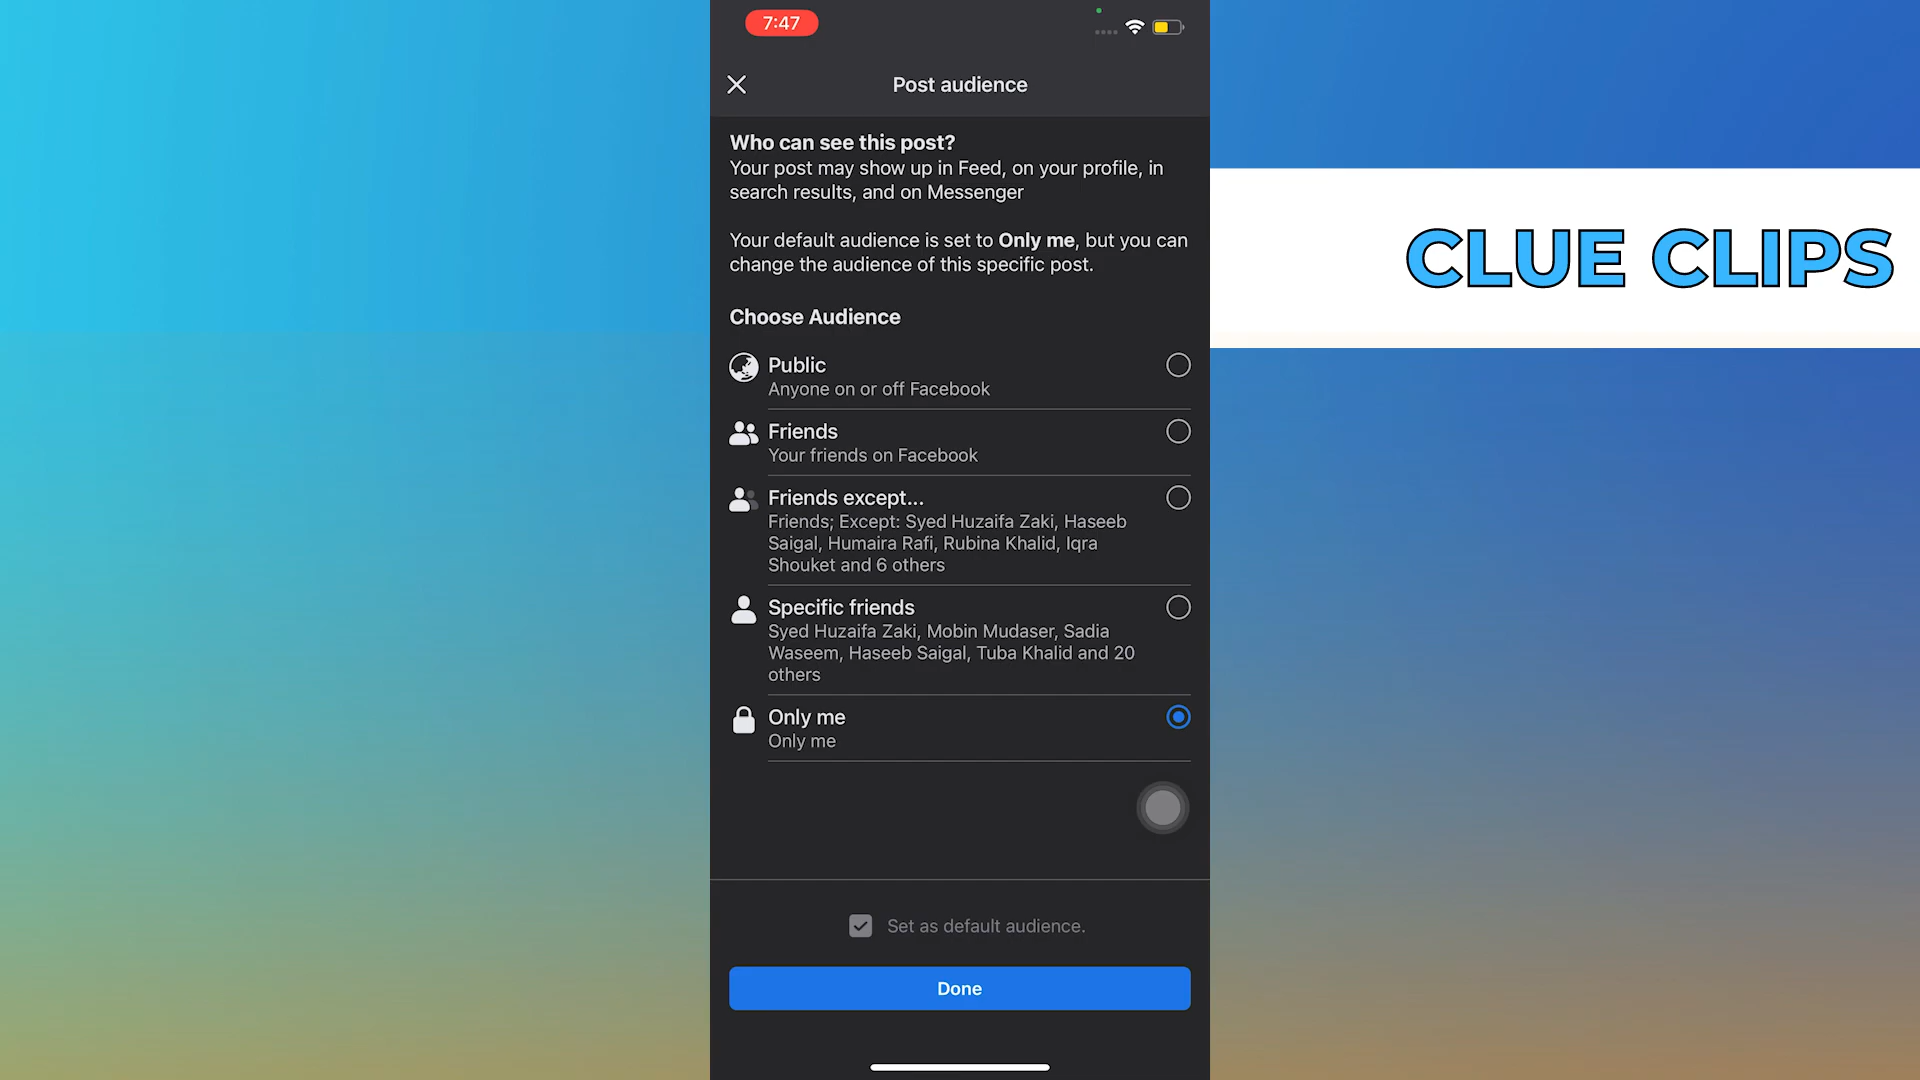 7:47
Post audience
Who can see this post?
Your post may show up in Feed, on your profile, in
search results, and on Messenger
Your default audience is set to Only me, but you can
change the audience of this specific post.
CLUE CLIPS
Choose Audience
Public
Anyone on or off Facebook
Friends
Your friends on Facebook
Friends except...
Friends; Except: Syed Huzaifa Zaki, Haseeb
Saigal, Humaira Rafi, Rubina Khalid, Iqra
Shouket and 6 others
Specific friends
Syed Huzaifa Zaki, Mobin Mudaser, Sadia
Waseem, Haseeb Saigal, Tuba Khalid and 20
others
Only me
Only me
Set as default audience.
Done